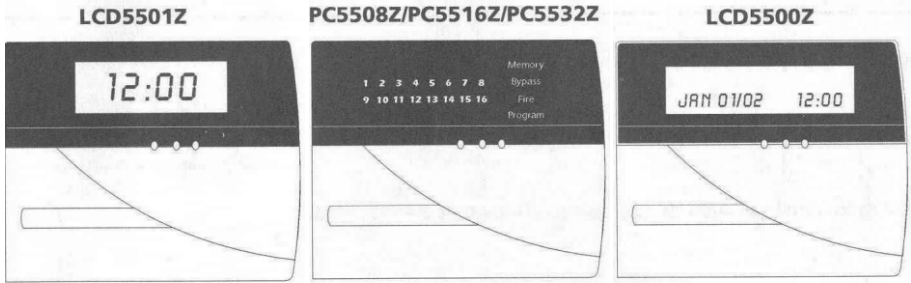 LCD5501Z
PC5508Z/PC5516Z/PC5532Z
LCD5500Z
12:00
Memory
1 2 3 4 5 6 7 8 Bypass
9 10 11 12 13 14 15 16 Fire
Program
JAN 01/02 12:00